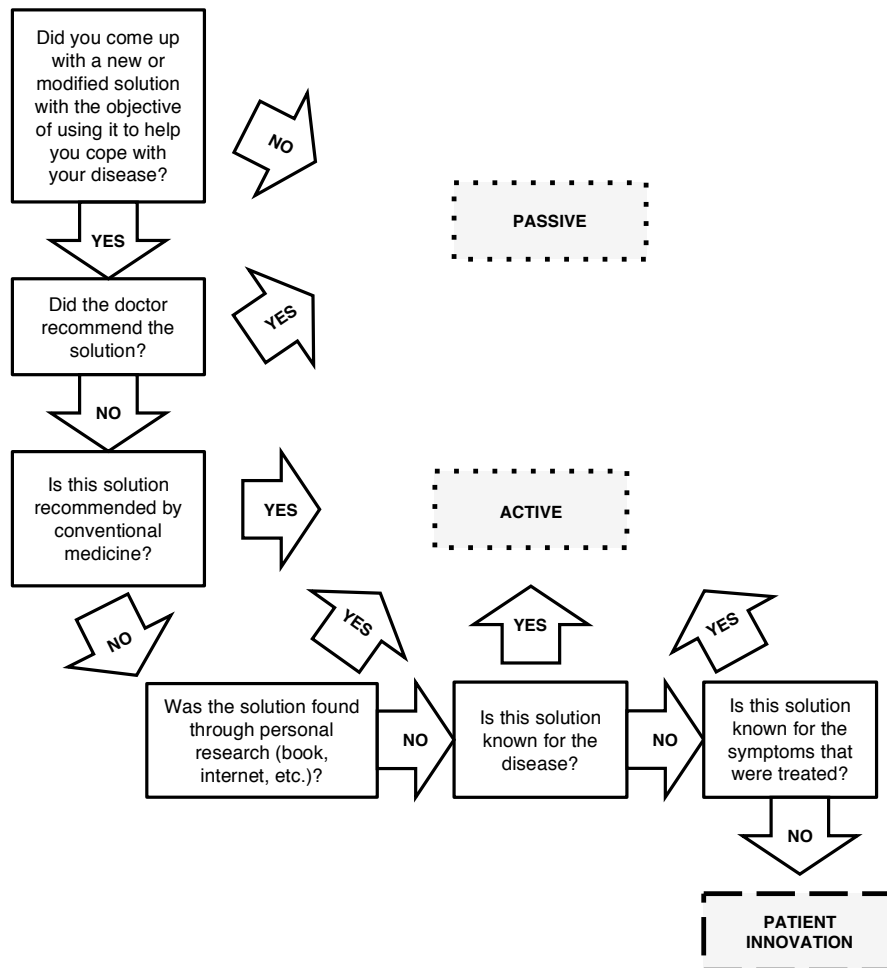 Did you come up
with a new or
modified solution
with the objective
of using it to help
you cope with
your disease?
NO
PASSIVE
YES
Did the doctor
recommend the
solution?
YES
NO
Is this solution
recommended by
conventional
medicine?
YES
ACTIVE
NO
YES
YES
YES
Was the solution found
through personal
research (book,
internet, etc.)?
NO
Is this solution
known for the
disease?
NO
Is this solution
known for the
symptoms that
were treated?
NO
PATIENT
INNOVATION